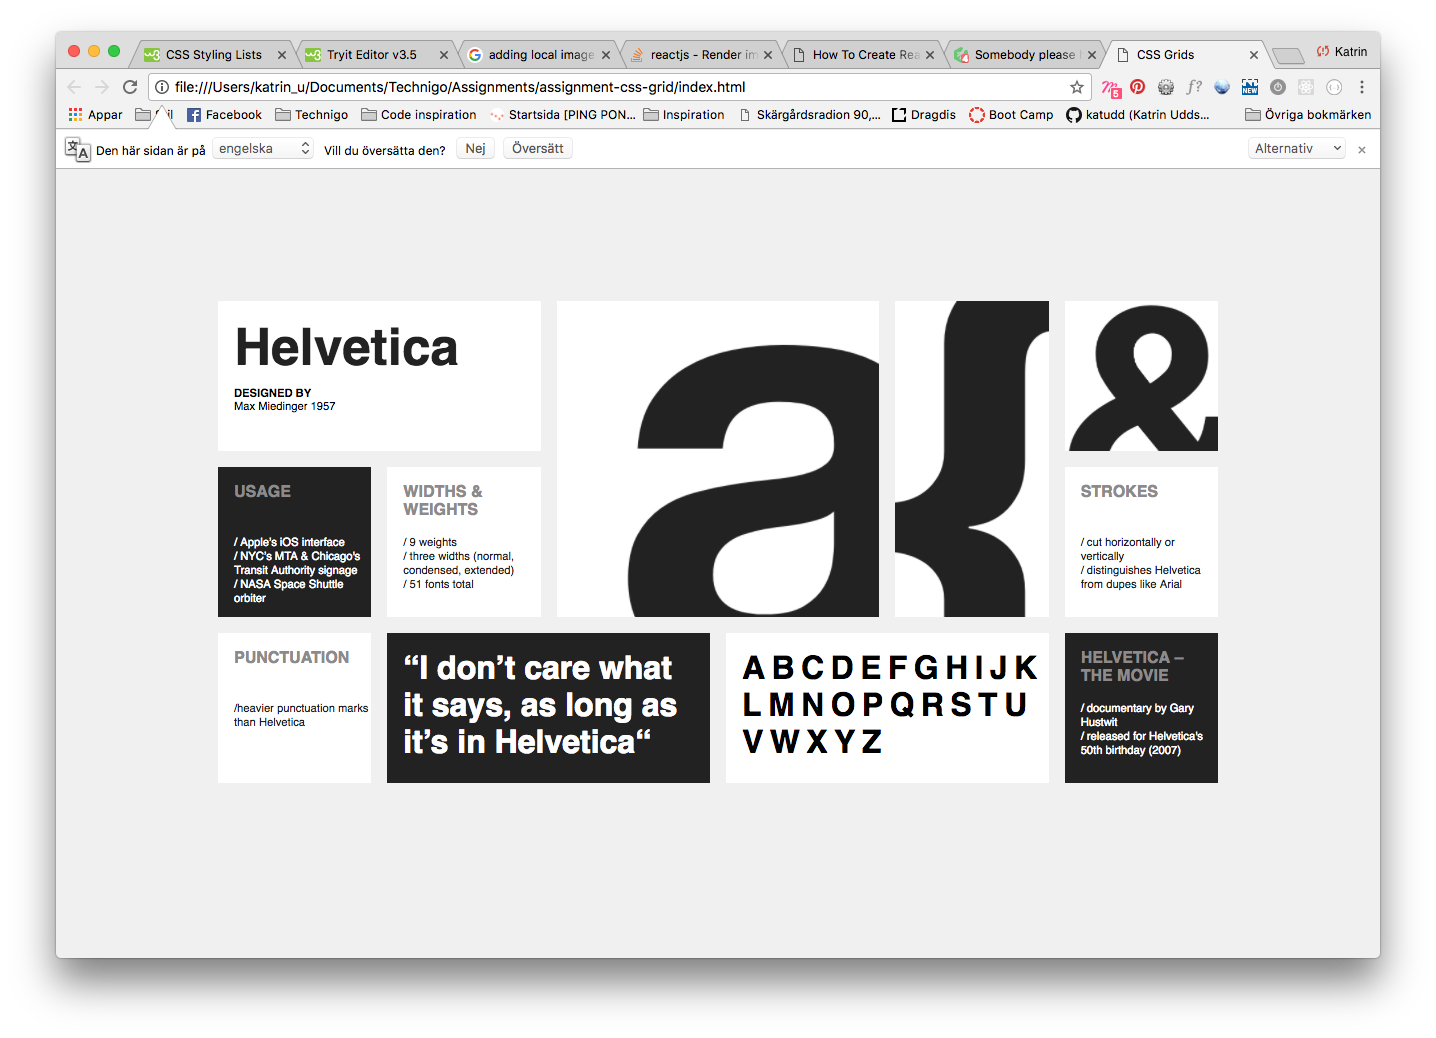 CSS Styling Lists
Tryit Editor v3.5
adding local image
reactjs - Render im
How To Create Rea
Somebody please
CSS Grids
Katrin
file:///Users/katrin_u/Documents/Technigo/Assignments/assignment-css-grid/index.html
5
f?
NEW
Appar
Facebook
Technigo
Code inspiration
Startsida [PING PON...
Inspiration
Skärgårdsradion 90,...
Dragdis
Boot Camp
katudd (Katrin Udds...
Övriga bokmärken
Den här sidan är på
engelska
Vill du översätta den?
Nej
Översätt
Alternativ
Helvetica
DESIGNED BY
Max Miedinger 1957
a
{
&
USAGE
/ Apple's iOS interface
/ NYC's MTA & Chicago's
Transit Authority signage
/ NASA Space Shuttle
orbiter
WIDTHS &
WEIGHTS
/ 9 weights
/ three widths (normal,
condensed, extended)
/ 51 fonts total
STROKES
/ cut horizontally or
vertically
/ distinguishes Helvetica
from dupes like Arial
PUNCTUATION
/heavier punctuation marks
than Helvetica
“I don’t care what
it says, as long as
it’s in Helvetica“
A B C D E F G H I J K
L M N O P Q R S T U
V W X Y Z
HELVETICA –
THE MOVIE
/ documentary by Gary
Hustwit
/ released for Helvetica's
50th birthday (2007)